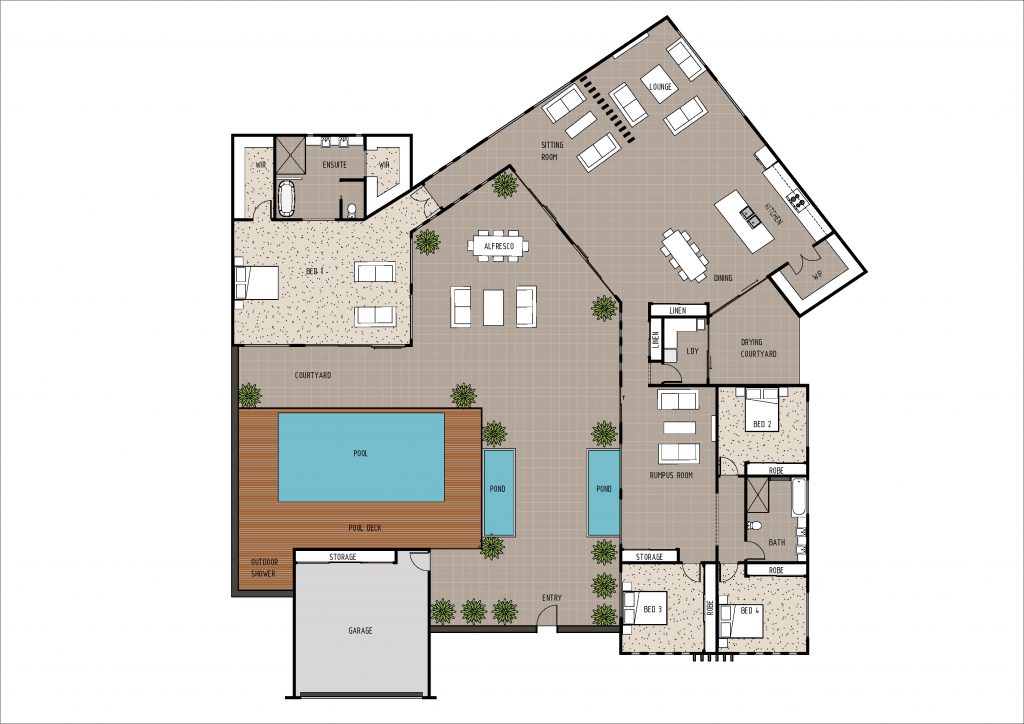 LOUNGE
SITTING
ROOM
WIR
ENSUITE
WIR
KITCHEN
ALFRESCO
BED 1
DINING
WIP
LINEN
LINEN
LDY
DRYING
COURTYARD
COURTYARD
BED 2
POOL
ROBE
RUMPUS ROOM
POND
POND
POOL DECK
BATH
STORAGE
STORAGE
OUTDOOR
SHOWER
ROBE
ENTRY
BED 3
ROBE
BED 4
GARAGE